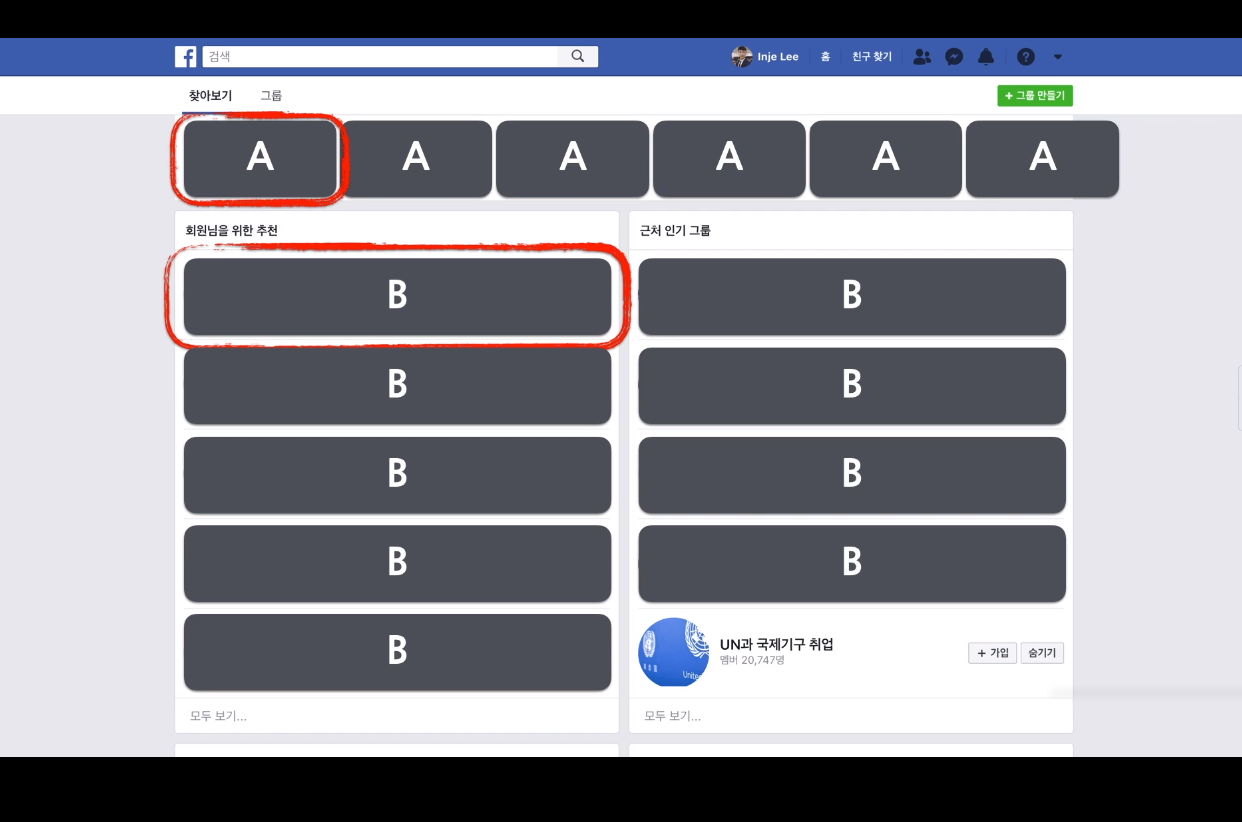 f 검색 Inje Lee 홈 친구 찾기
찾아보기 그룹 + 그룹 만들기
A A A A A A
회원님을 위한 추천
B
B
B
B
B
모두 보기...
근처 인기 그룹
B
B
B
B
UN과 국제기구 취업
멤버 20,747명
+ 가입 숨기기
모두 보기...